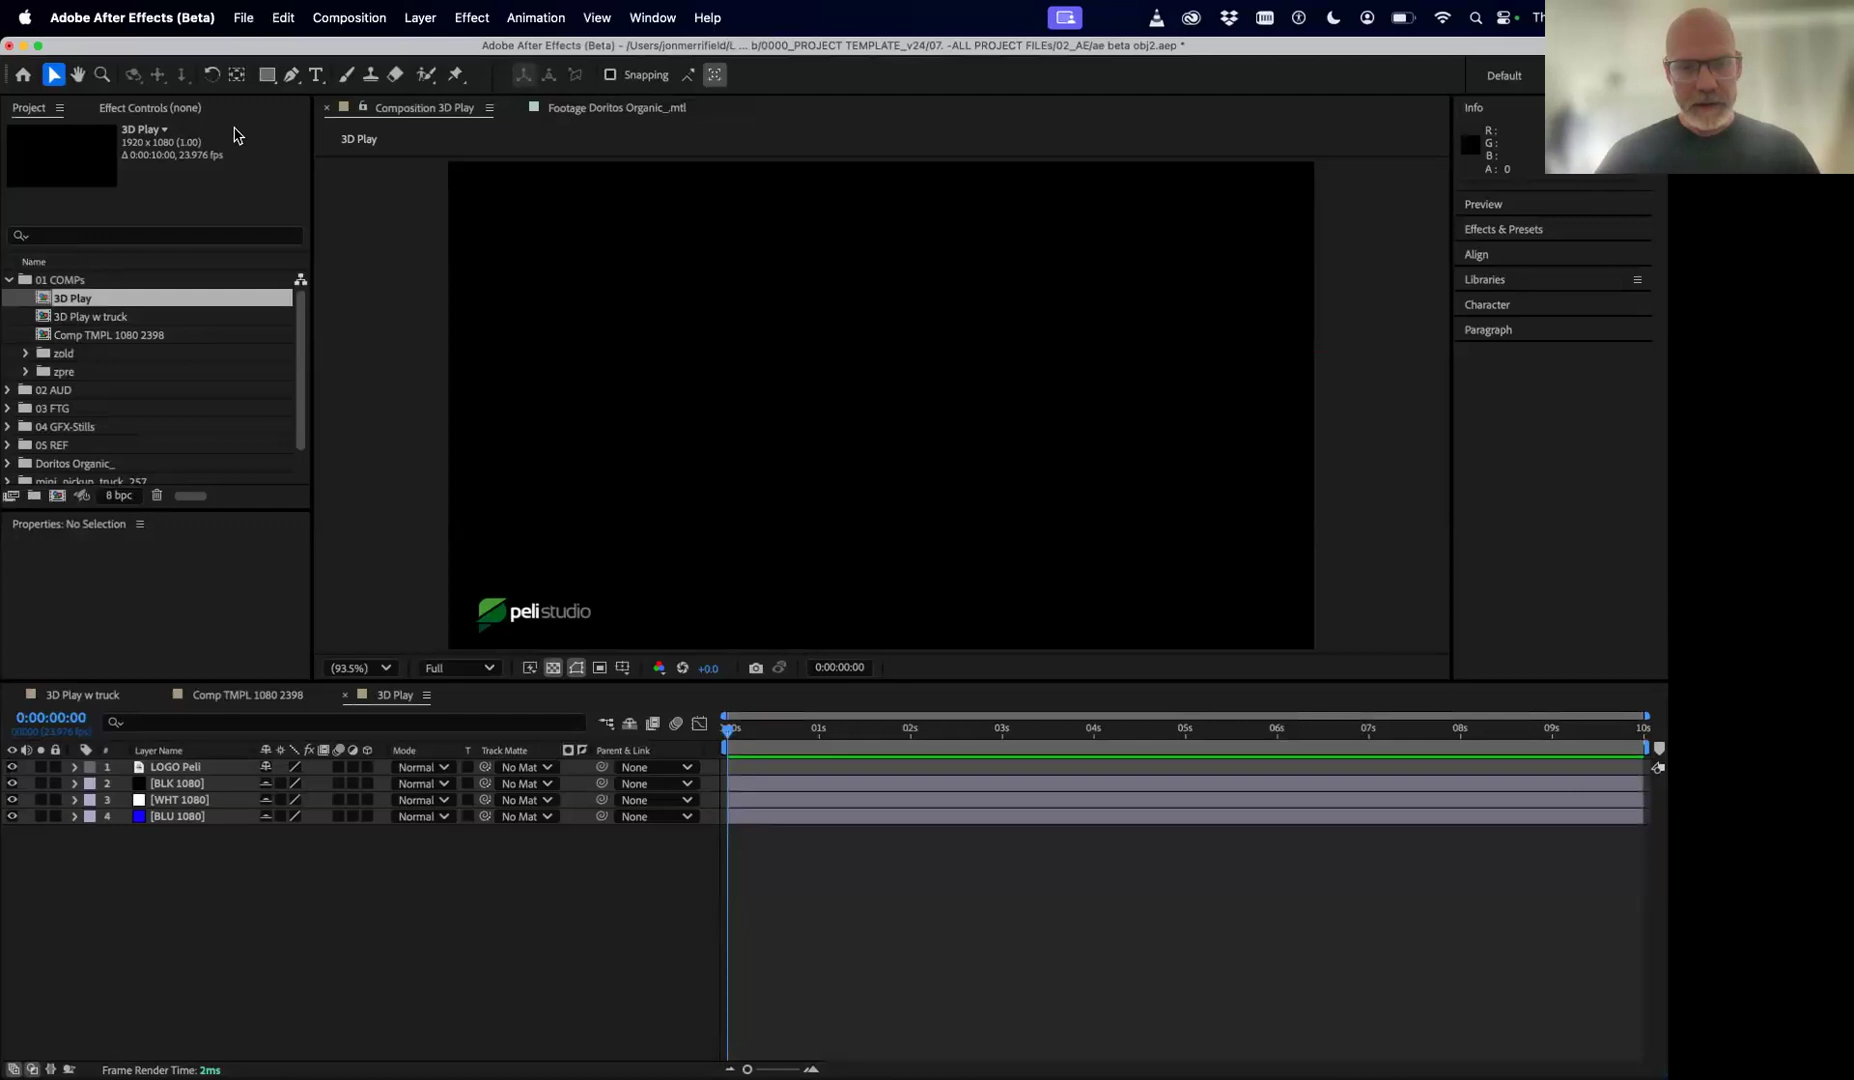 Adobe After Effects (Beta) File Edit Composition Layer Effect Animation View Window Help
Adobe After Effects (Beta) - /Users/jonmerrifield/L ... b/0000_PROJECT TEMPLATE_v24/07. -ALL PROJECT FILEs/02_AE/ae beta obj2.aep *
Snapping Default
Project Effect Controls (none) Composition 3D Play Footage Doritos Organic_.mtl Info
3D Play
1920 x 1080 (1.00)
Δ 0:00:10:00, 23.976 fps
3D Play
R:
G:
B:
A: 0
Preview
Effects & Presets
Align
Libraries
Character
Paragraph
Name
01 COMPs
3D Play
3D Play w truck
Comp TMPL 1080 2398
zold
zpre
02 AUD
03 FTG
04 GFX-Stills
05 REF
Doritos Organic_
mini_pickup_truck_257
8 bpc
Properties: No Selection
peli studio
(93.5%) Full +0.0 0:00:00:00
3D Play w truck Comp TMPL 1080 2398 3D Play
0:00:00:00
00000 (23.976 fps)
01s 02s 03s 04s 05s 06s 07s 08s 09s 10s
# Layer Name Mode T Track Matte Parent & Link
1 LOGO Peli Normal No Mat None
2 [BLK 1080] Normal No Mat None
3 [WHT 1080] Normal No Mat None
4 [BLU 1080] Normal No Mat None
Frame Render Time: 2ms